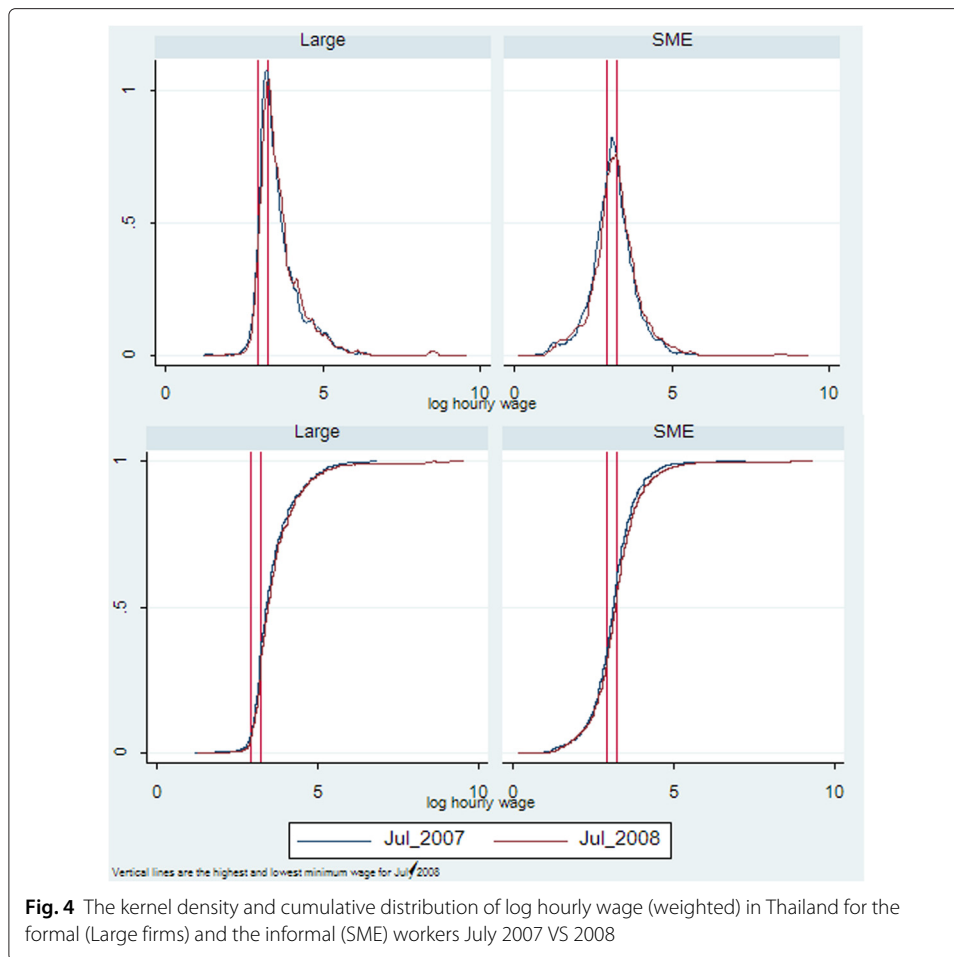 Large
SME
1
.5
0
0
5
10
0
5
10
log hourly wage
Large
SME
1
.5
0
0
5
10
0
5
10
log hourly wage
Jul_2007
Jul_2008
Vertical lines are the highest and lowest minimum wage for July 2008
Fig. 4 The kernel density and cumulative distribution of log hourly wage (weighted) in Thailand for the
formal (Large firms) and the informal (SME) workers July 2007 VS 2008